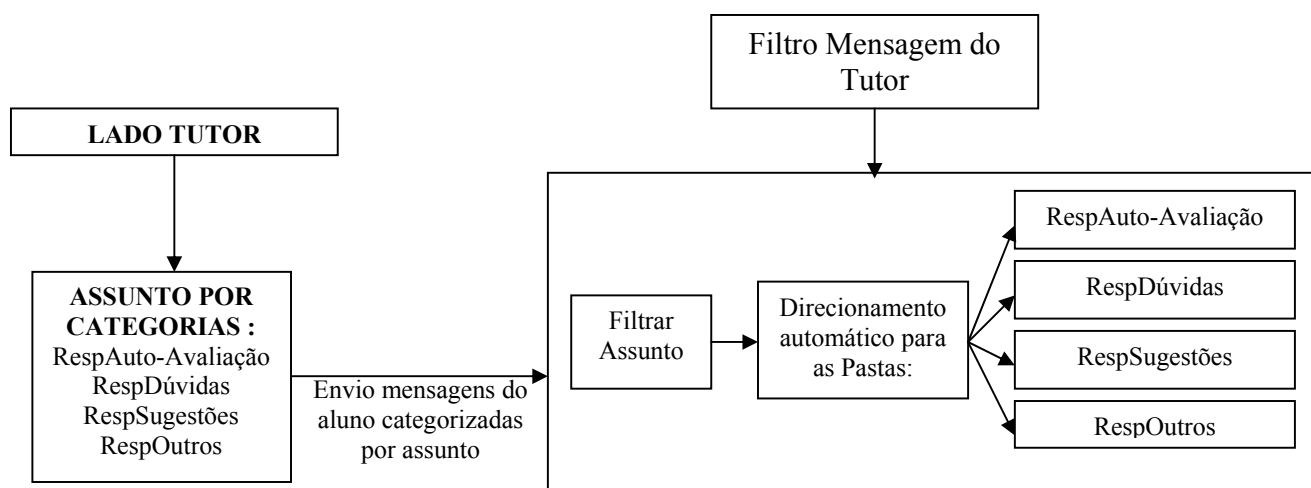 Filtro Mensagem do
Tutor
LADO TUTOR
ASSUNTO POR
CATEGORIAS :
RespAuto-Avaliação
RespDúvidas
RespSugestões
RespOutros
Envio mensagens do
aluno categorizadas
por assunto
Filtrar
Assunto
Direcionamento
automático para
as Pastas:
RespAuto-Avaliação
RespDúvidas
RespSugestões
RespOutros